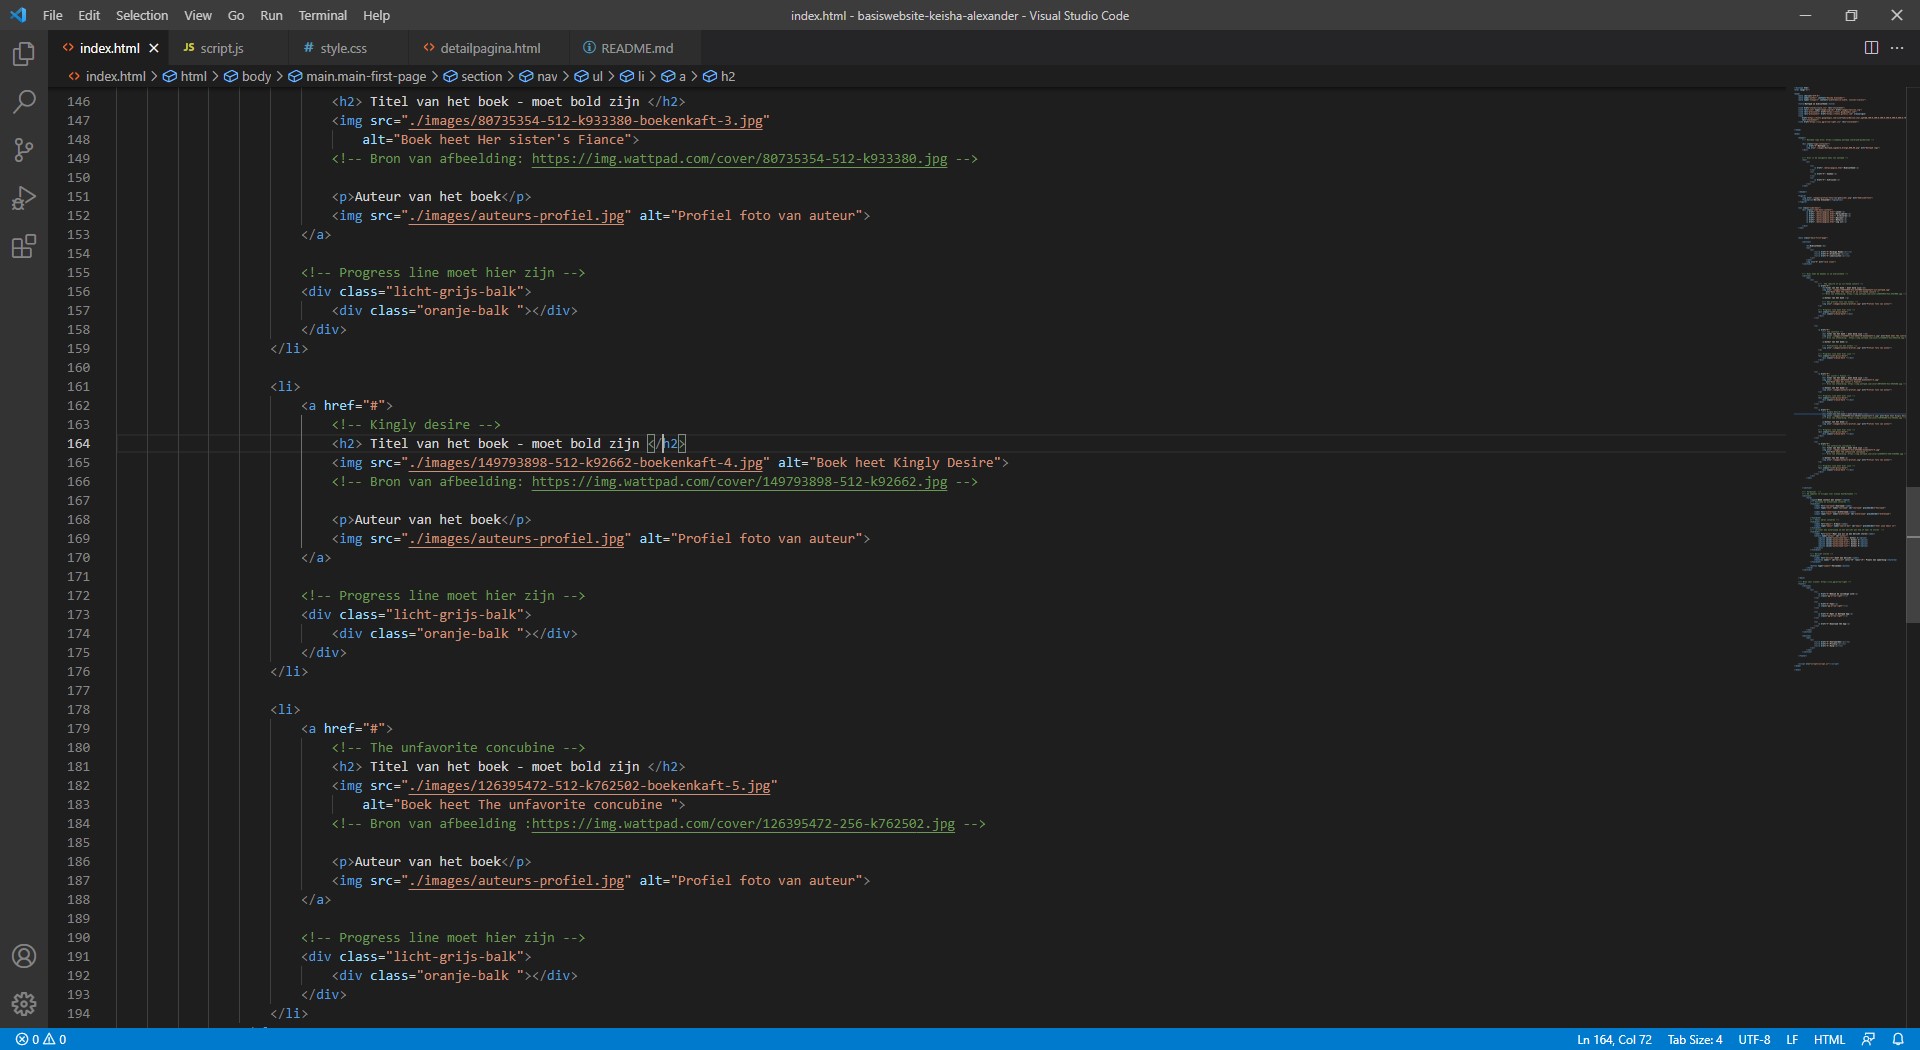 File Edit Selection View Go Run Terminal Help
index.html - basiswebsite-keisha-alexander - Visual Studio Code
index.html
JS script.js
# style.css
detailpagina.html
README.md
index.html > html > body > main.main-first-page > section > nav > ul > li > a > h2
146 <h2> Titel van het boek - moet bold zijn </h2>
147 <img src="./images/80735354-512-k933380-boekenkaft-3.jpg"
148 alt="Boek heet Her sister's Fiance">
149 <!-- Bron van afbeelding: https://img.wattpad.com/cover/80735354-512-k933380.jpg -->
150
151 <p>Auteur van het boek</p>
152 <img src="./images/auteurs-profiel.jpg" alt="Profiel foto van auteur">
153 </a>
154
155 <!-- Progress line moet hier zijn -->
156 <div class="licht-grijs-balk">
157 <div class="oranje-balk "></div>
158 </div>
159 </li>
160
161 <li>
162 <a href="#">
163 <!-- Kingly desire -->
164 <h2> Titel van het boek - moet bold zijn </h2>
165 <img src="./images/149793898-512-k92662-boekenkaft-4.jpg" alt="Boek heet Kingly Desire">
166 <!-- Bron van afbeelding: https://img.wattpad.com/cover/149793898-512-k92662.jpg -->
167
168 <p>Auteur van het boek</p>
169 <img src="./images/auteurs-profiel.jpg" alt="Profiel foto van auteur">
170 </a>
171
172 <!-- Progress line moet hier zijn -->
173 <div class="licht-grijs-balk">
174 <div class="oranje-balk "></div>
175 </div>
176 </li>
177
178 <li>
179 <a href="#">
180 <!-- The unfavorite concubine -->
181 <h2> Titel van het boek - moet bold zijn </h2>
182 <img src="./images/126395472-512-k762502-boekenkaft-5.jpg"
183 alt="Boek heet The unfavorite concubine ">
184 <!-- Bron van afbeelding :https://img.wattpad.com/cover/126395472-256-k762502.jpg -->
185
186 <p>Auteur van het boek</p>
187 <img src="./images/auteurs-profiel.jpg" alt="Profiel foto van auteur">
188 </a>
189
190 <!-- Progress line moet hier zijn -->
191 <div class="licht-grijs-balk">
192 <div class="oranje-balk "></div>
193 </div>
194 </li>
0 0
Ln 164, Col 72 Tab Size: 4 UTF-8 LF HTML